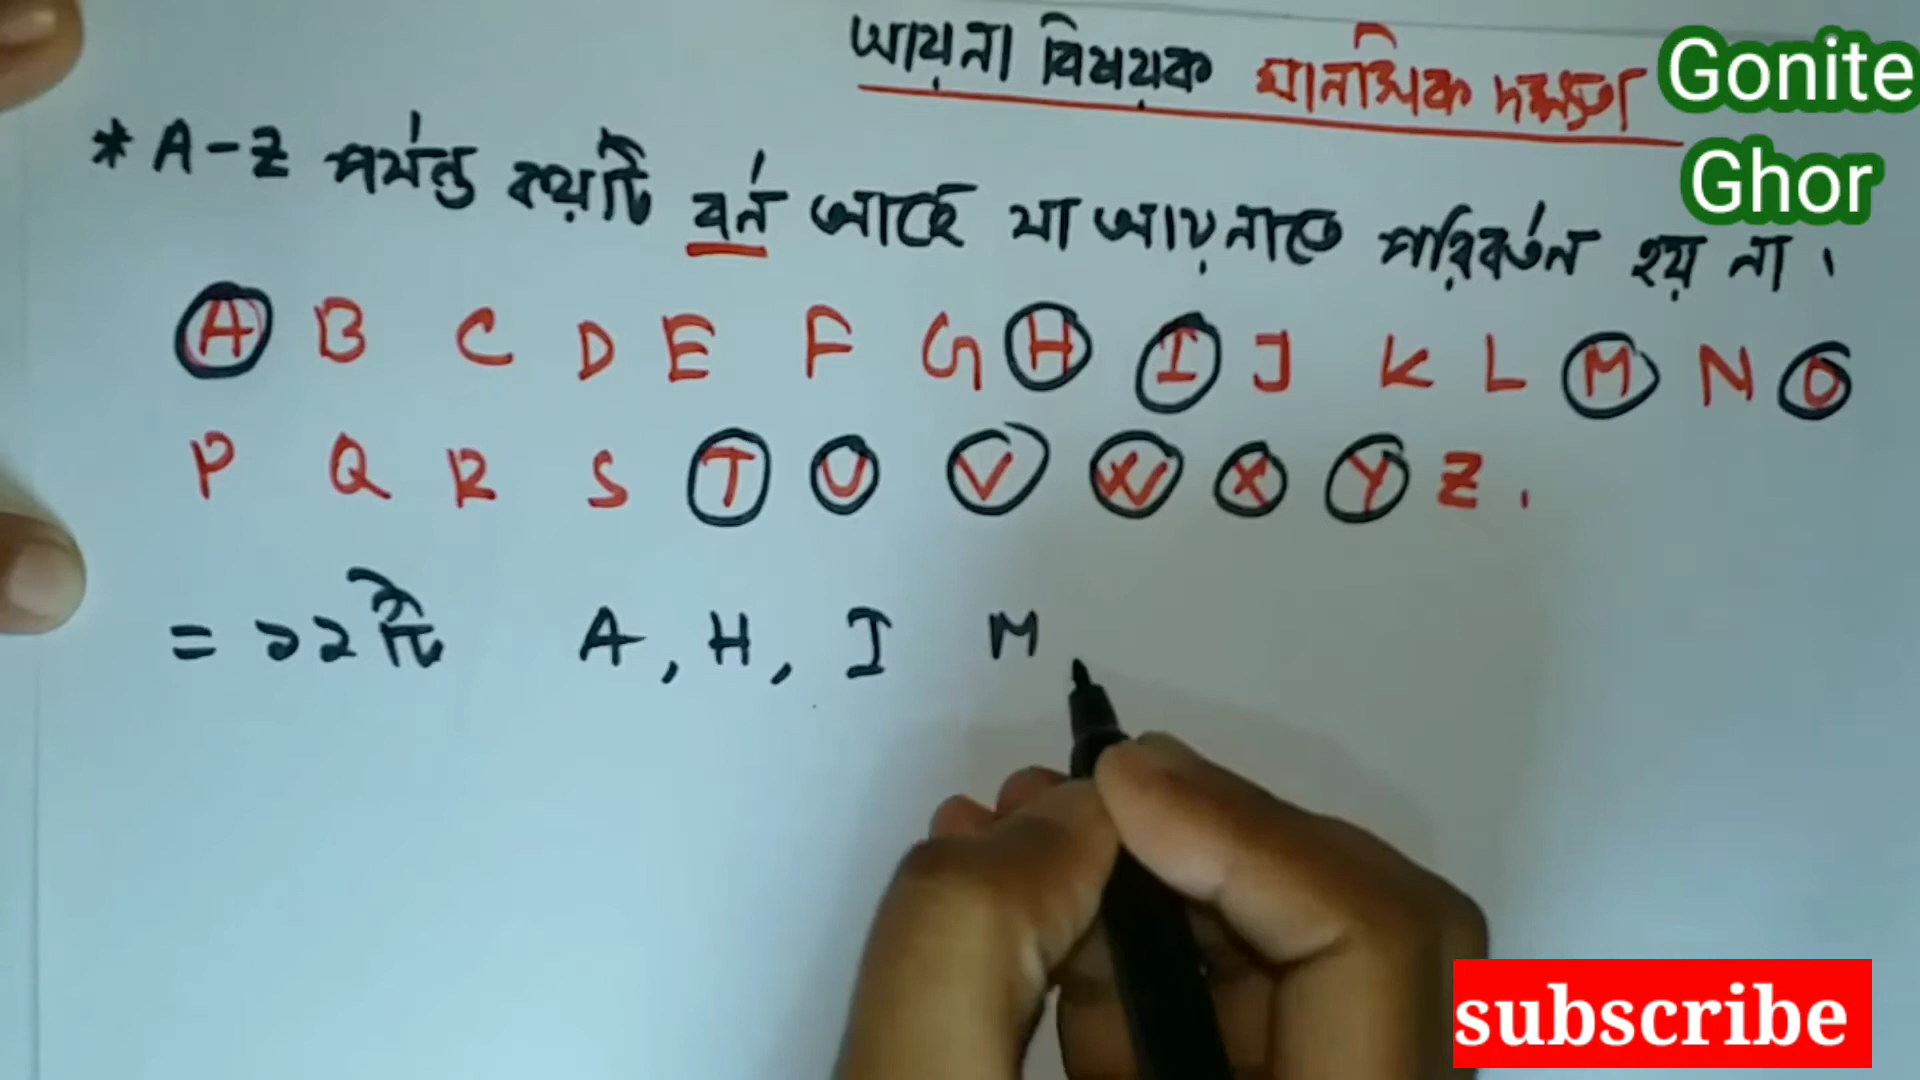 আয়না বিষয়ক মানসিক দক্ষতা
Gonite
Ghor
* A-Z পর্যন্ত কয়টি বর্ন আছে যা আয়নাতে পরিবর্তন হয় না।
A B C D E F G H I J K L M N O
P Q R S T U V W X Y Z .
= ১১টি A, H, I M
subscribe